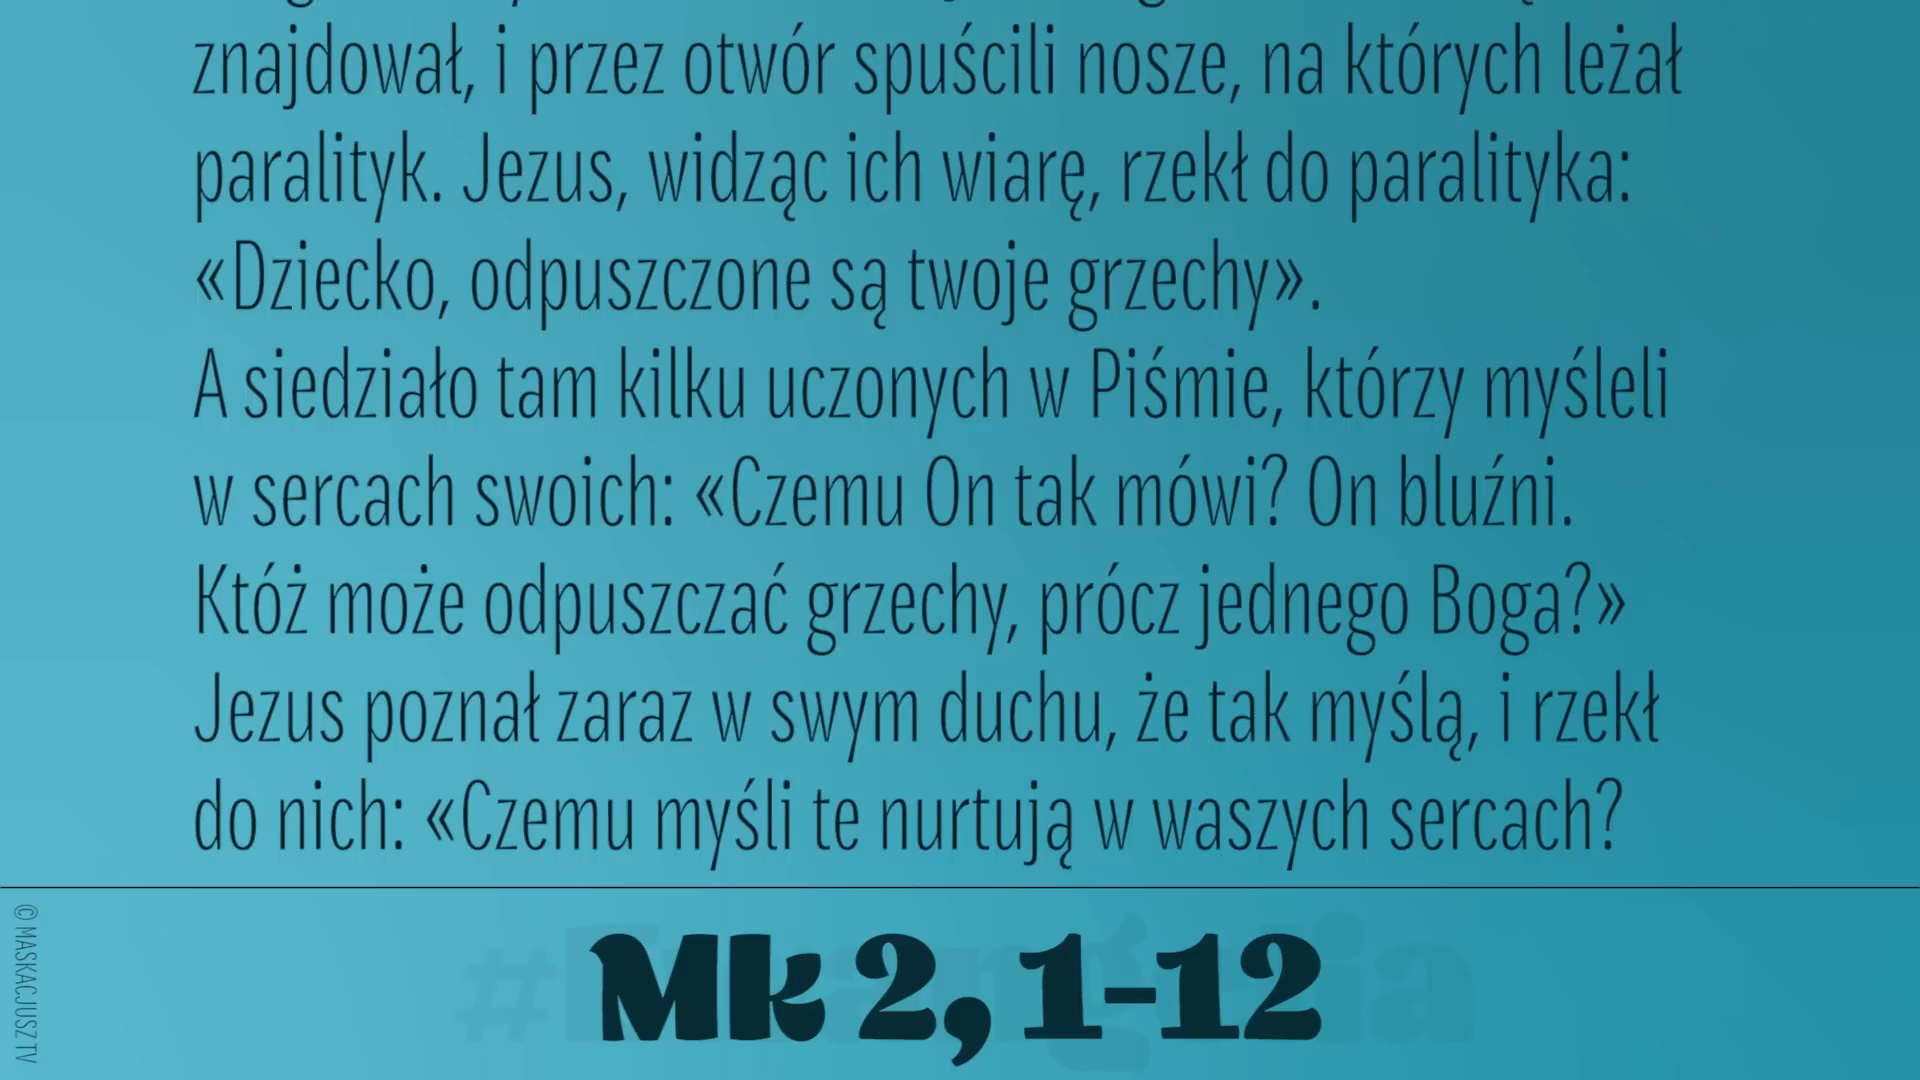 znajdował, i przez otwór spuścili nosze, na których leżał
paralityk. Jezus, widząc ich wiarę, rzekł do paralityka:
«Dziecko, odpuszczone są twoje grzechy».
A siedziało tam kilku uczonych w Piśmie, którzy myśleli
w sercach swoich: «Czemu On tak mówi? On bluźni.
Któż może odpuszczać grzechy, prócz jednego Boga?»
Jezus poznał zaraz w swym duchu, że tak myślą, i rzekł
do nich: «Czemu myśli te nurtują w waszych sercach?
#Ewangelia
Mk 2, 1-12
© MASKACJUSZ TV